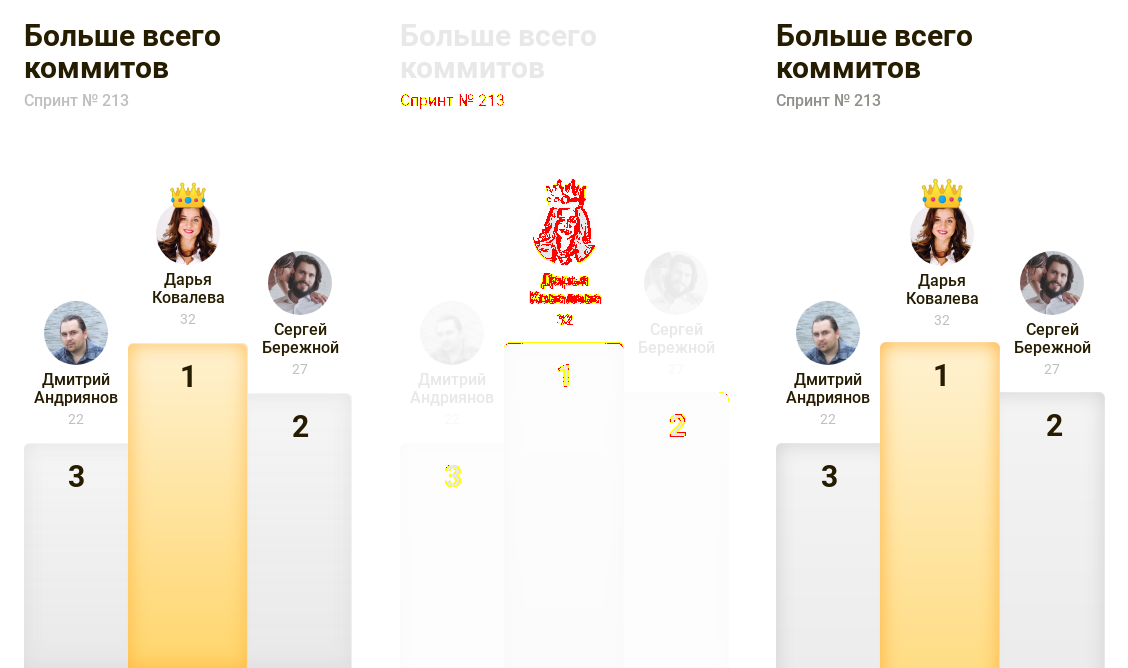 Больше всего
коммитов
Спринт № 213
Дарья
Ковалева
32
Сергей
Бережной
27
Дмитрий
Андриянов
22
1
2
3
Больше всего
коммитов
Спринт № 213
Дарья
Ковалева
32
Сергей
Бережной
27
Дмитрий
Андриянов
22
1
2
3
Больше всего
коммитов
Спринт № 213
Дарья
Ковалева
32
Сергей
Бережной
27
Дмитрий
Андриянов
22
1
2
3